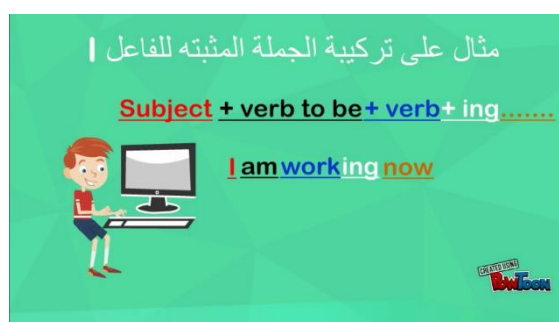 مثال على تركيبة الجملة المثبته للفاعل I
Subject + verb to be + verb + ing.......
I am working now
CREATED USING
POWTOON